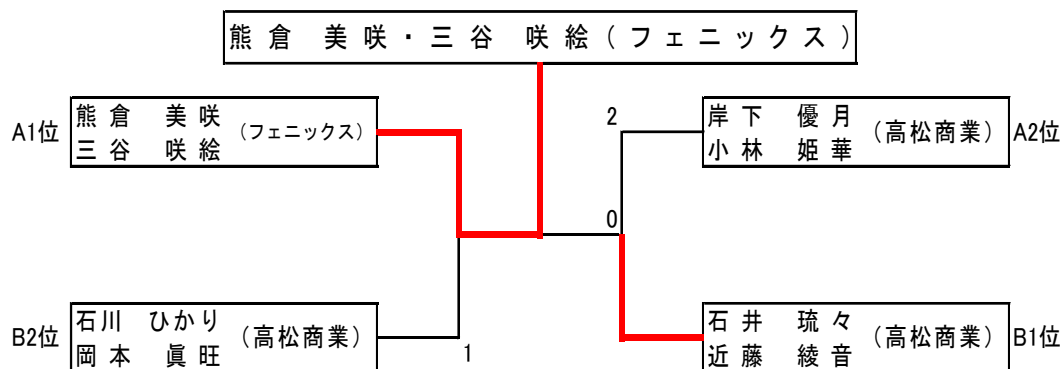 熊倉 美咲・三谷 咲絵(フェニックス)
A1位
熊倉 美咲
三谷 咲絵
(フェニックス)
2
岸下 優月
小林 姫華
(高松商業)
A2位
0
B2位
石川 ひかり
岡本 眞旺
(高松商業)
1
石井 琉々
近藤 綾音
(高松商業)
B1位